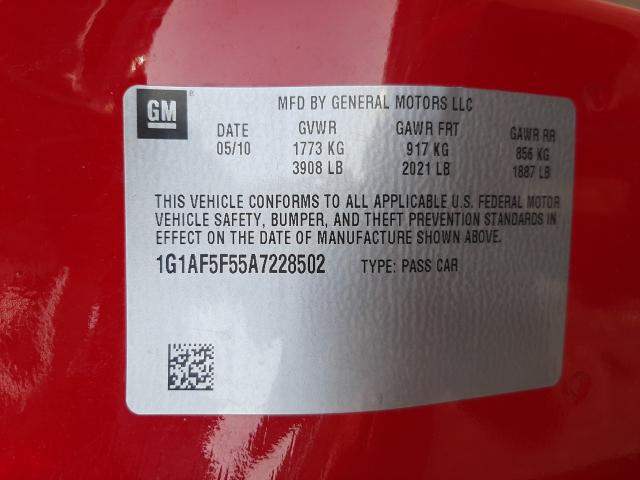 GM ®
MFD BY GENERAL MOTORS LLC
DATE GVWR GAWR FRT GAWR RR
05/10 1773 KG 917 KG 856 KG
3908 LB 2021 LB 1887 LB
THIS VEHICLE CONFORMS TO ALL APPLICABLE U.S. FEDERAL MOTOR
VEHICLE SAFETY, BUMPER, AND THEFT PREVENTION STANDARDS IN
EFFECT ON THE DATE OF MANUFACTURE SHOWN ABOVE.
1G1AF5F55A7228502 TYPE: PASS CAR